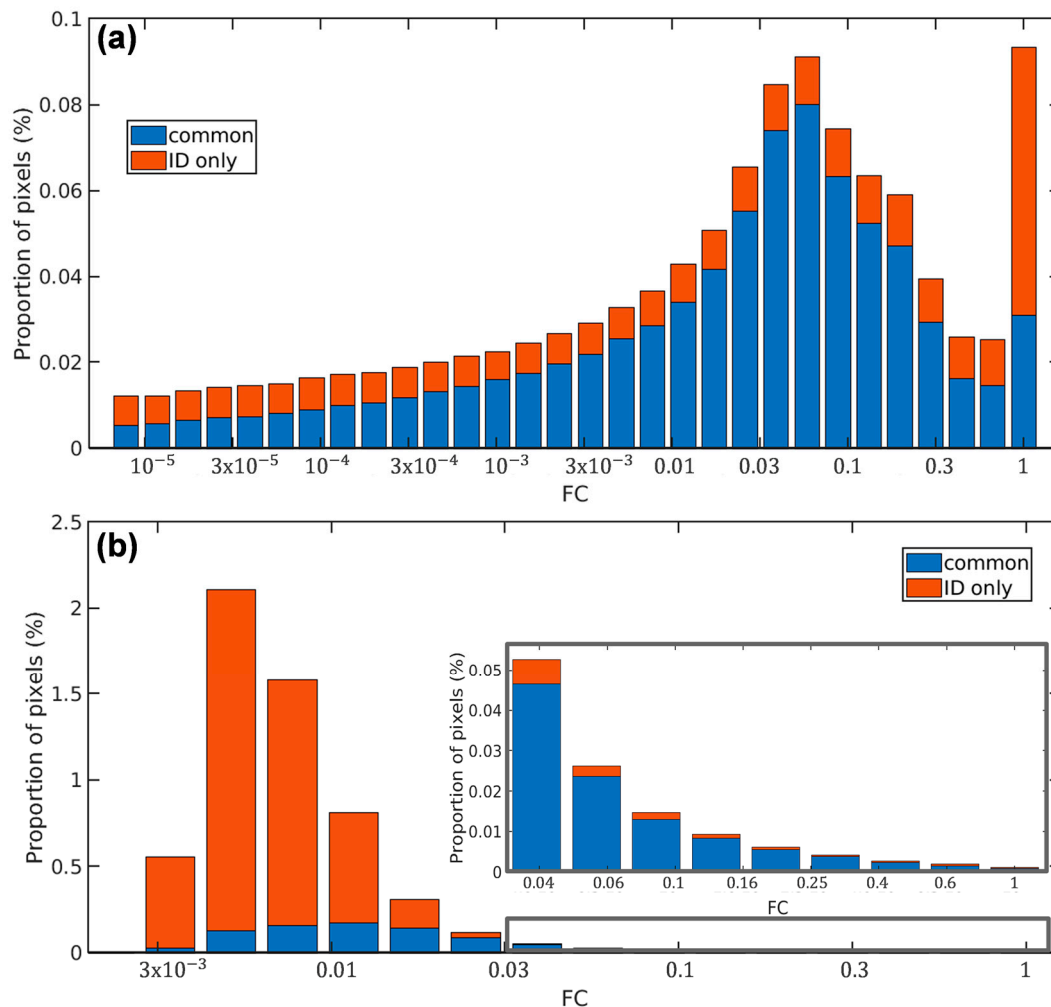 (a)
Proportion of pixels (%)
0.1
0.08
0.06
0.04
0.02
0
common
ID only
10⁻⁵ 3x10⁻⁵ 10⁻⁴ 3x10⁻⁴ 10⁻³ 3x10⁻³ 0.01 0.03 0.1 0.3 1
FC
(b)
Proportion of pixels (%)
2.5
2
1.5
1
0.5
0
common
ID only
Proportion of pixels (%)
0.05
0.04
0.03
0.02
0.01
0
0.04 0.06 0.1 0.16 0.25 0.4 0.6 1
FC
3x10⁻³ 0.01 0.03 0.1 0.3 1
FC